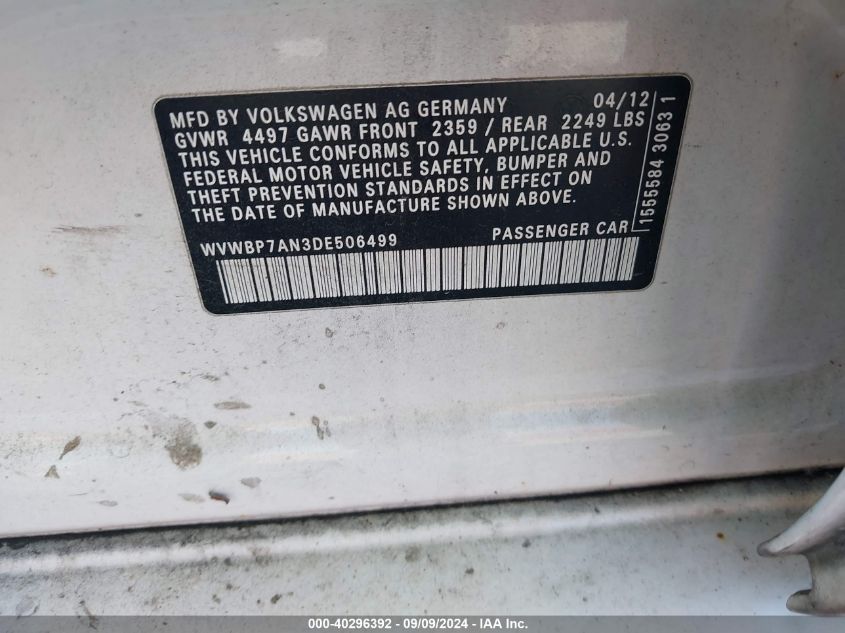 MFD BY VOLKSWAGEN AG GERMANY 04/12
GVWR 4497 GAWR FRONT 2359 / REAR 2249 LBS
THIS VEHICLE CONFORMS TO ALL APPLICABLE U.S.
FEDERAL MOTOR VEHICLE SAFETY, BUMPER AND
THEFT PREVENTION STANDARDS IN EFFECT ON
THE DATE OF MANUFACTURE SHOWN ABOVE.
WVWBP7AN3DE506499 PASSENGER CAR
1555584 3063 1
000-40296392 - 09/09/2024 - IAA Inc.